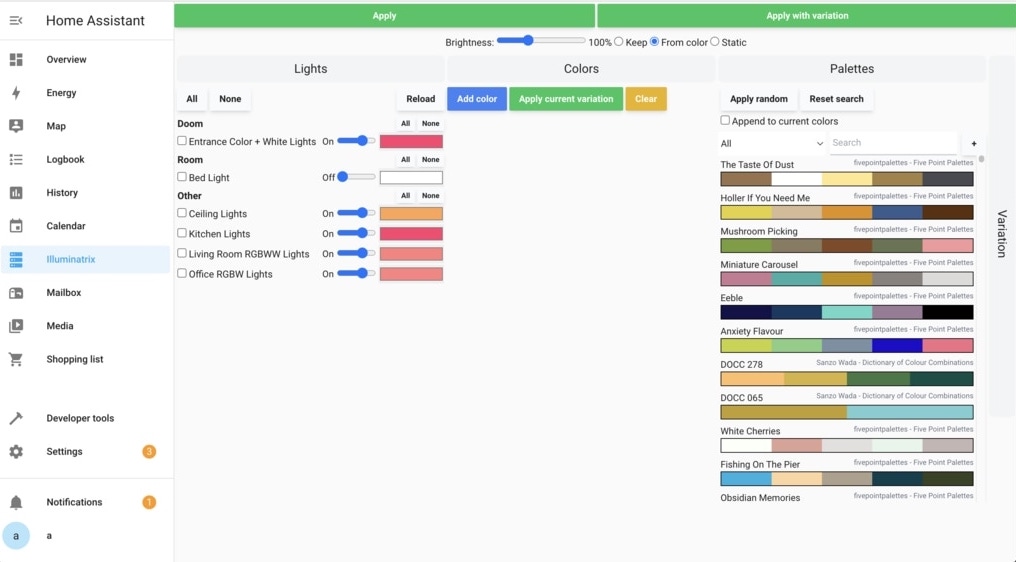 Home Assistant
Overview
Energy
Map
Logbook
History
Calendar
Illuminatrix
Mailbox
Media
Shopping list
Developer tools
Settings 3
Notifications 1
a a
Apply Apply with variation
Brightness: 100% Keep From color Static
Lights Colors Palettes
All None Reload
Doom All None
Entrance Color + White Lights On
Room All None
Bed Light Off
Other All None
Ceiling Lights On
Kitchen Lights On
Living Room RGBWW Lights On
Office RGBW Lights On
Add color Apply current variation Clear
Apply random Reset search
Append to current colors
All Search +
The Taste Of Dust fivepointpalettes - Five Point Palettes
Holler If You Need Me fivepointpalettes - Five Point Palettes
Mushroom Picking fivepointpalettes - Five Point Palettes
Miniature Carousel fivepointpalettes - Five Point Palettes
Eeble fivepointpalettes - Five Point Palettes
Anxiety Flavour fivepointpalettes - Five Point Palettes
DOCC 278 Sanzo Wada - Dictionary of Colour Combinations
DOCC 065 Sanzo Wada - Dictionary of Colour Combinations
White Cherries fivepointpalettes - Five Point Palettes
Fishing On The Pier fivepointpalettes - Five Point Palettes
Obsidian Memories fivepointpalettes - Five Point Palettes
Variation